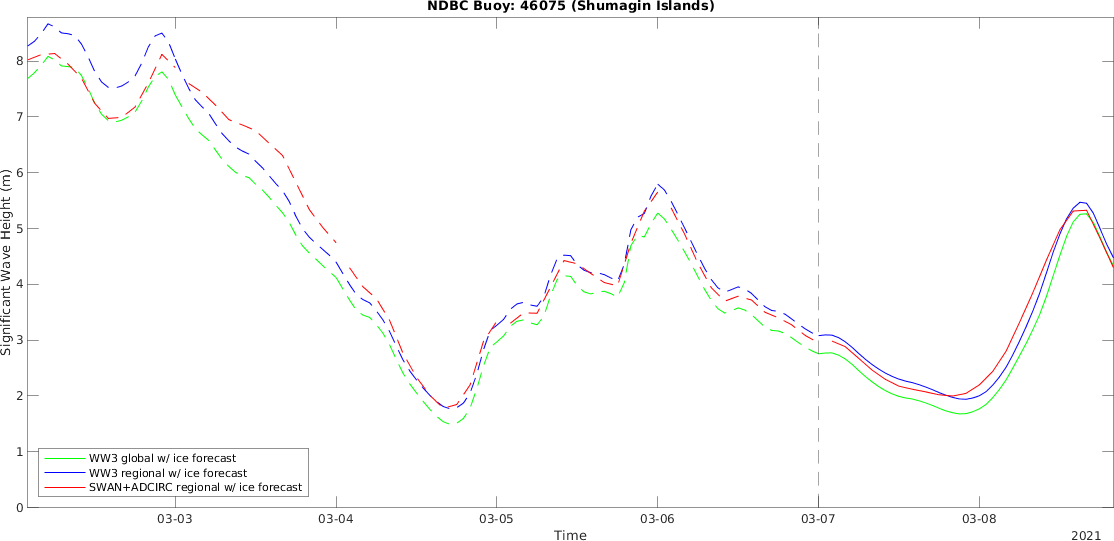 NDBC Buoy: 46075 (Shumagin Islands)
Significant Wave Height (m)
8
7
6
5
4
3
2
1
0
WW3 global w/ ice forecast
WW3 regional w/ ice forecast
SWAN+ADCIRC regional w/ ice forecast
03-03 03-04 03-05 03-06 03-07 03-08
Time
2021